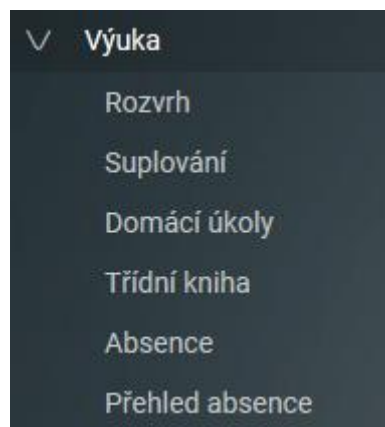 Výuka
Rozvrh
Suplování
Domácí úkoly
Třídní kniha
Absence
Přehled absence